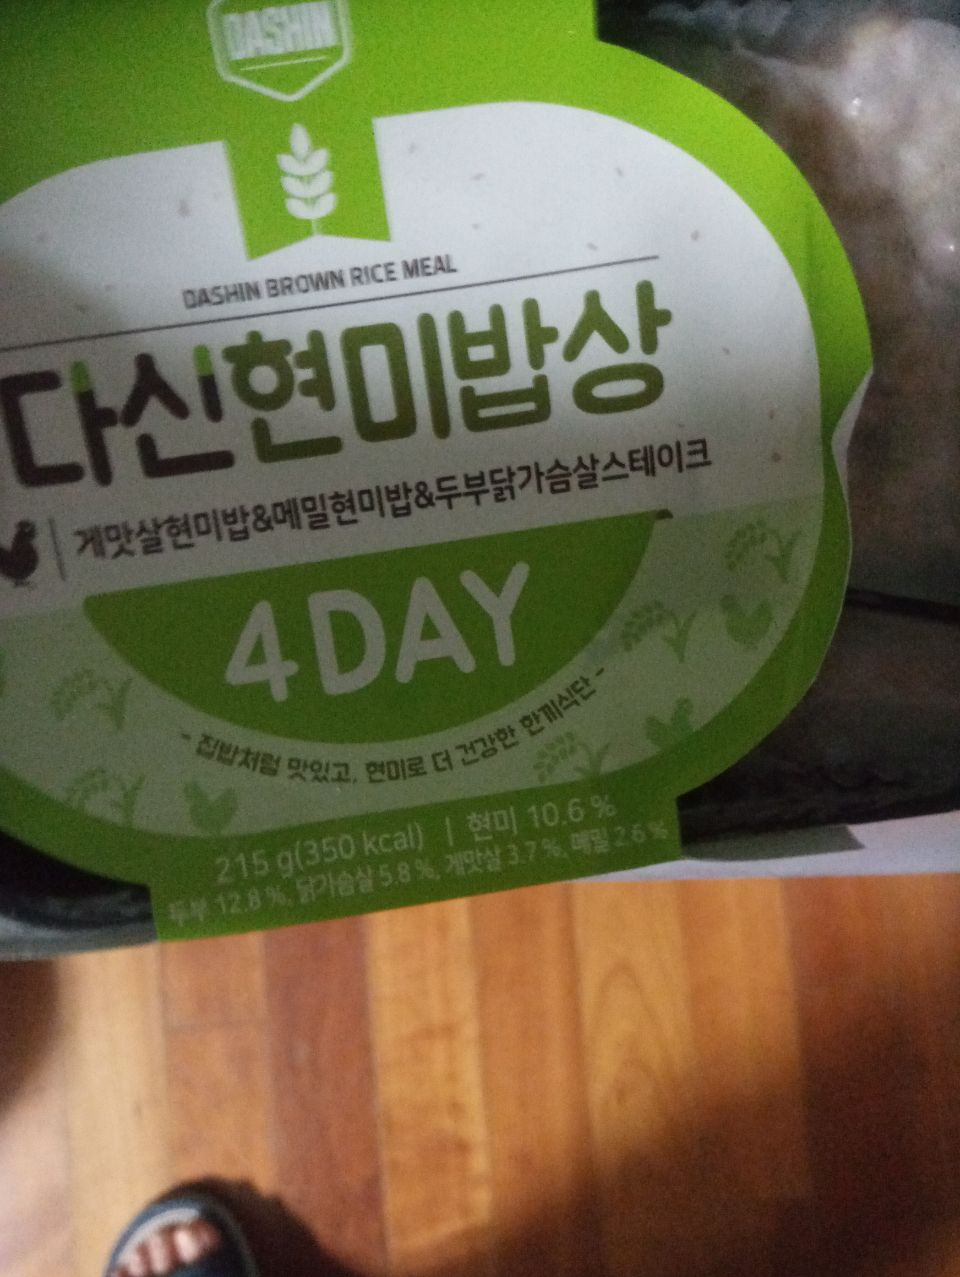 DASHIN
DASHIN BROWN RICE MEAL
다신현미밥상
게맛살현미밥&메밀현미밥&두부닭가슴살스테이크
4DAY
- 집밥처럼 맛있고, 현미로 더 건강한 한끼식단 -
215 g(350 kcal) | 현미 10.6 %
두부 12.8 %, 닭가슴살 5.8 %, 게맛살 3.7 %, 메밀 2.6 %